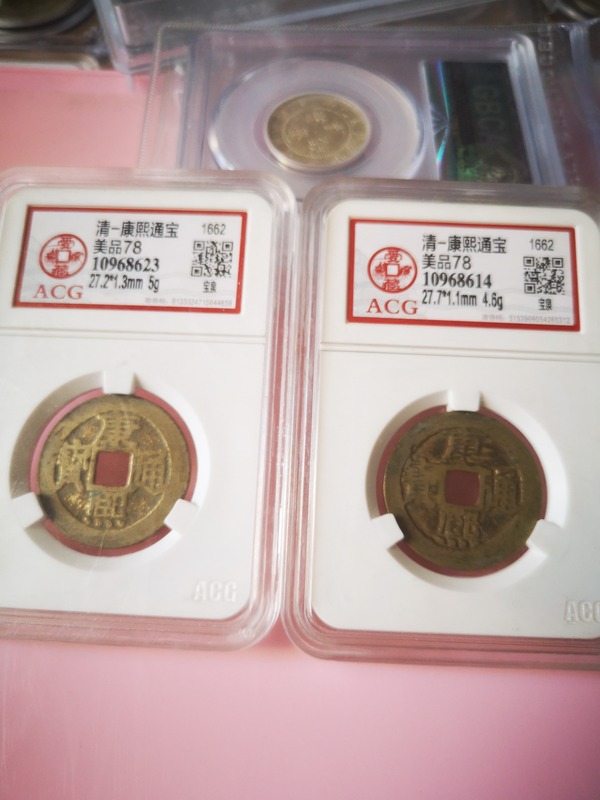 清-康熙通宝
1662
美品78
10968623
27.2*1.3mm 5g
宝泉
ACG
康熙通寶
ACG
清-康熙通宝
1662
美品78
10968614
27.7*1.1mm 4.6g
宝泉
ACG
康熙通寶
ACG